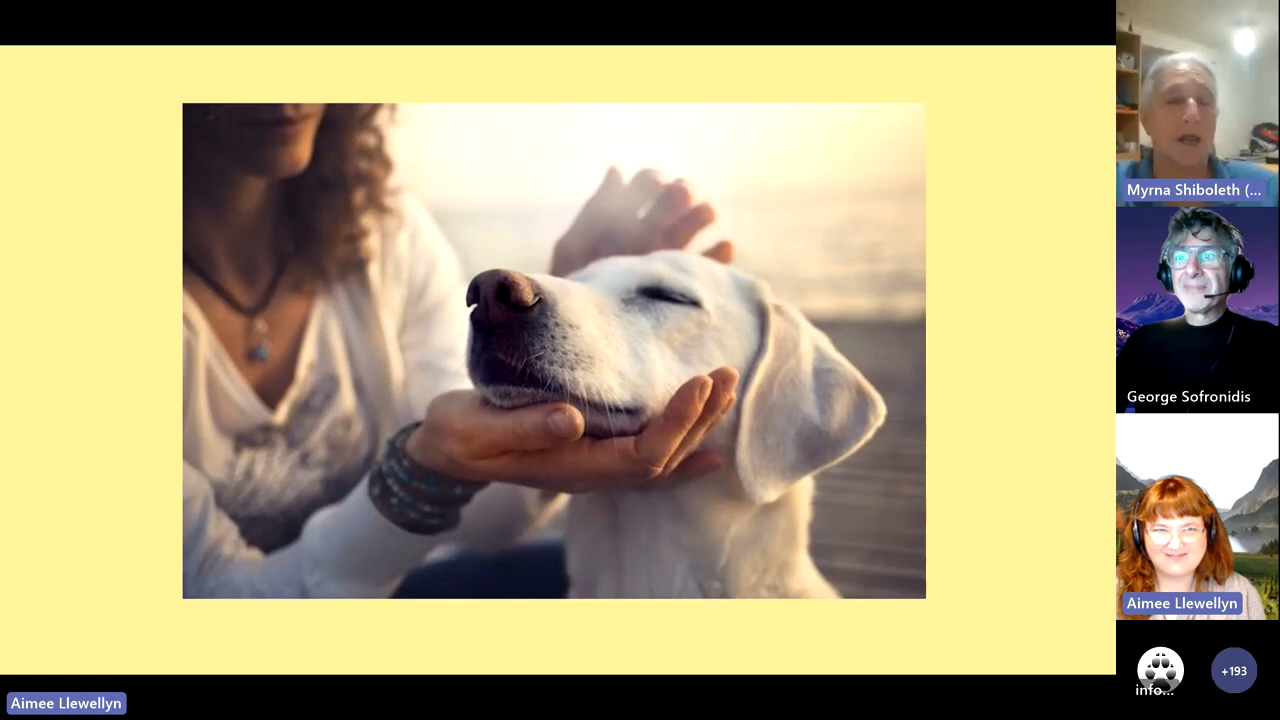 Myrna Shiboleth (...
George Sofronidis
Aimee Llewellyn
info...
+193
Aimee Llewellyn